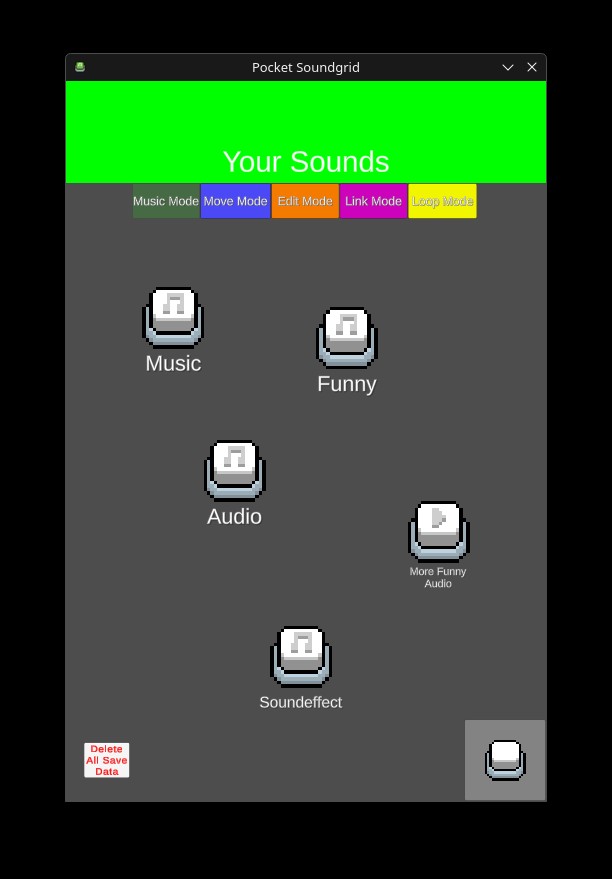 Pocket Soundgrid
Your Sounds
Music Mode Move Mode Edit Mode Link Mode Loop Mode
Music
Funny
Audio
More Funny
Audio
Soundeffect
Delete
All Save
Data